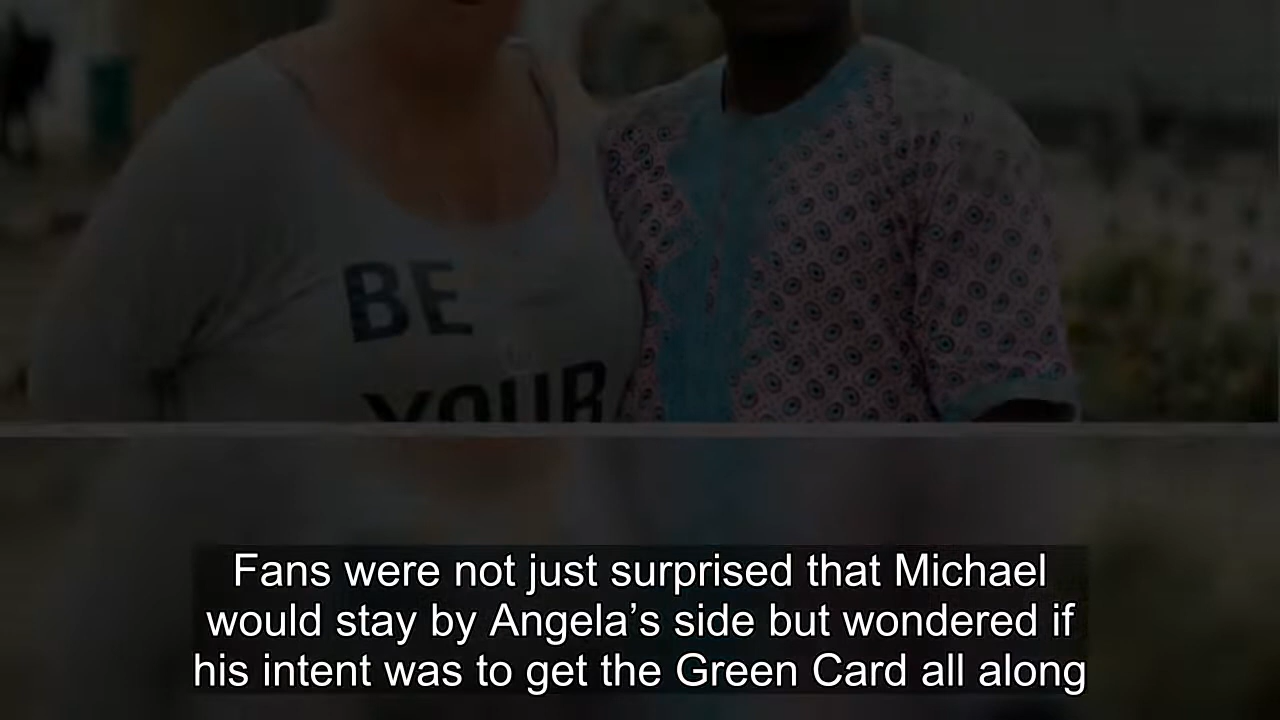 BE
YOUR
Fans were not just surprised that Michael
would stay by Angela’s side but wondered if
his intent was to get the Green Card all along